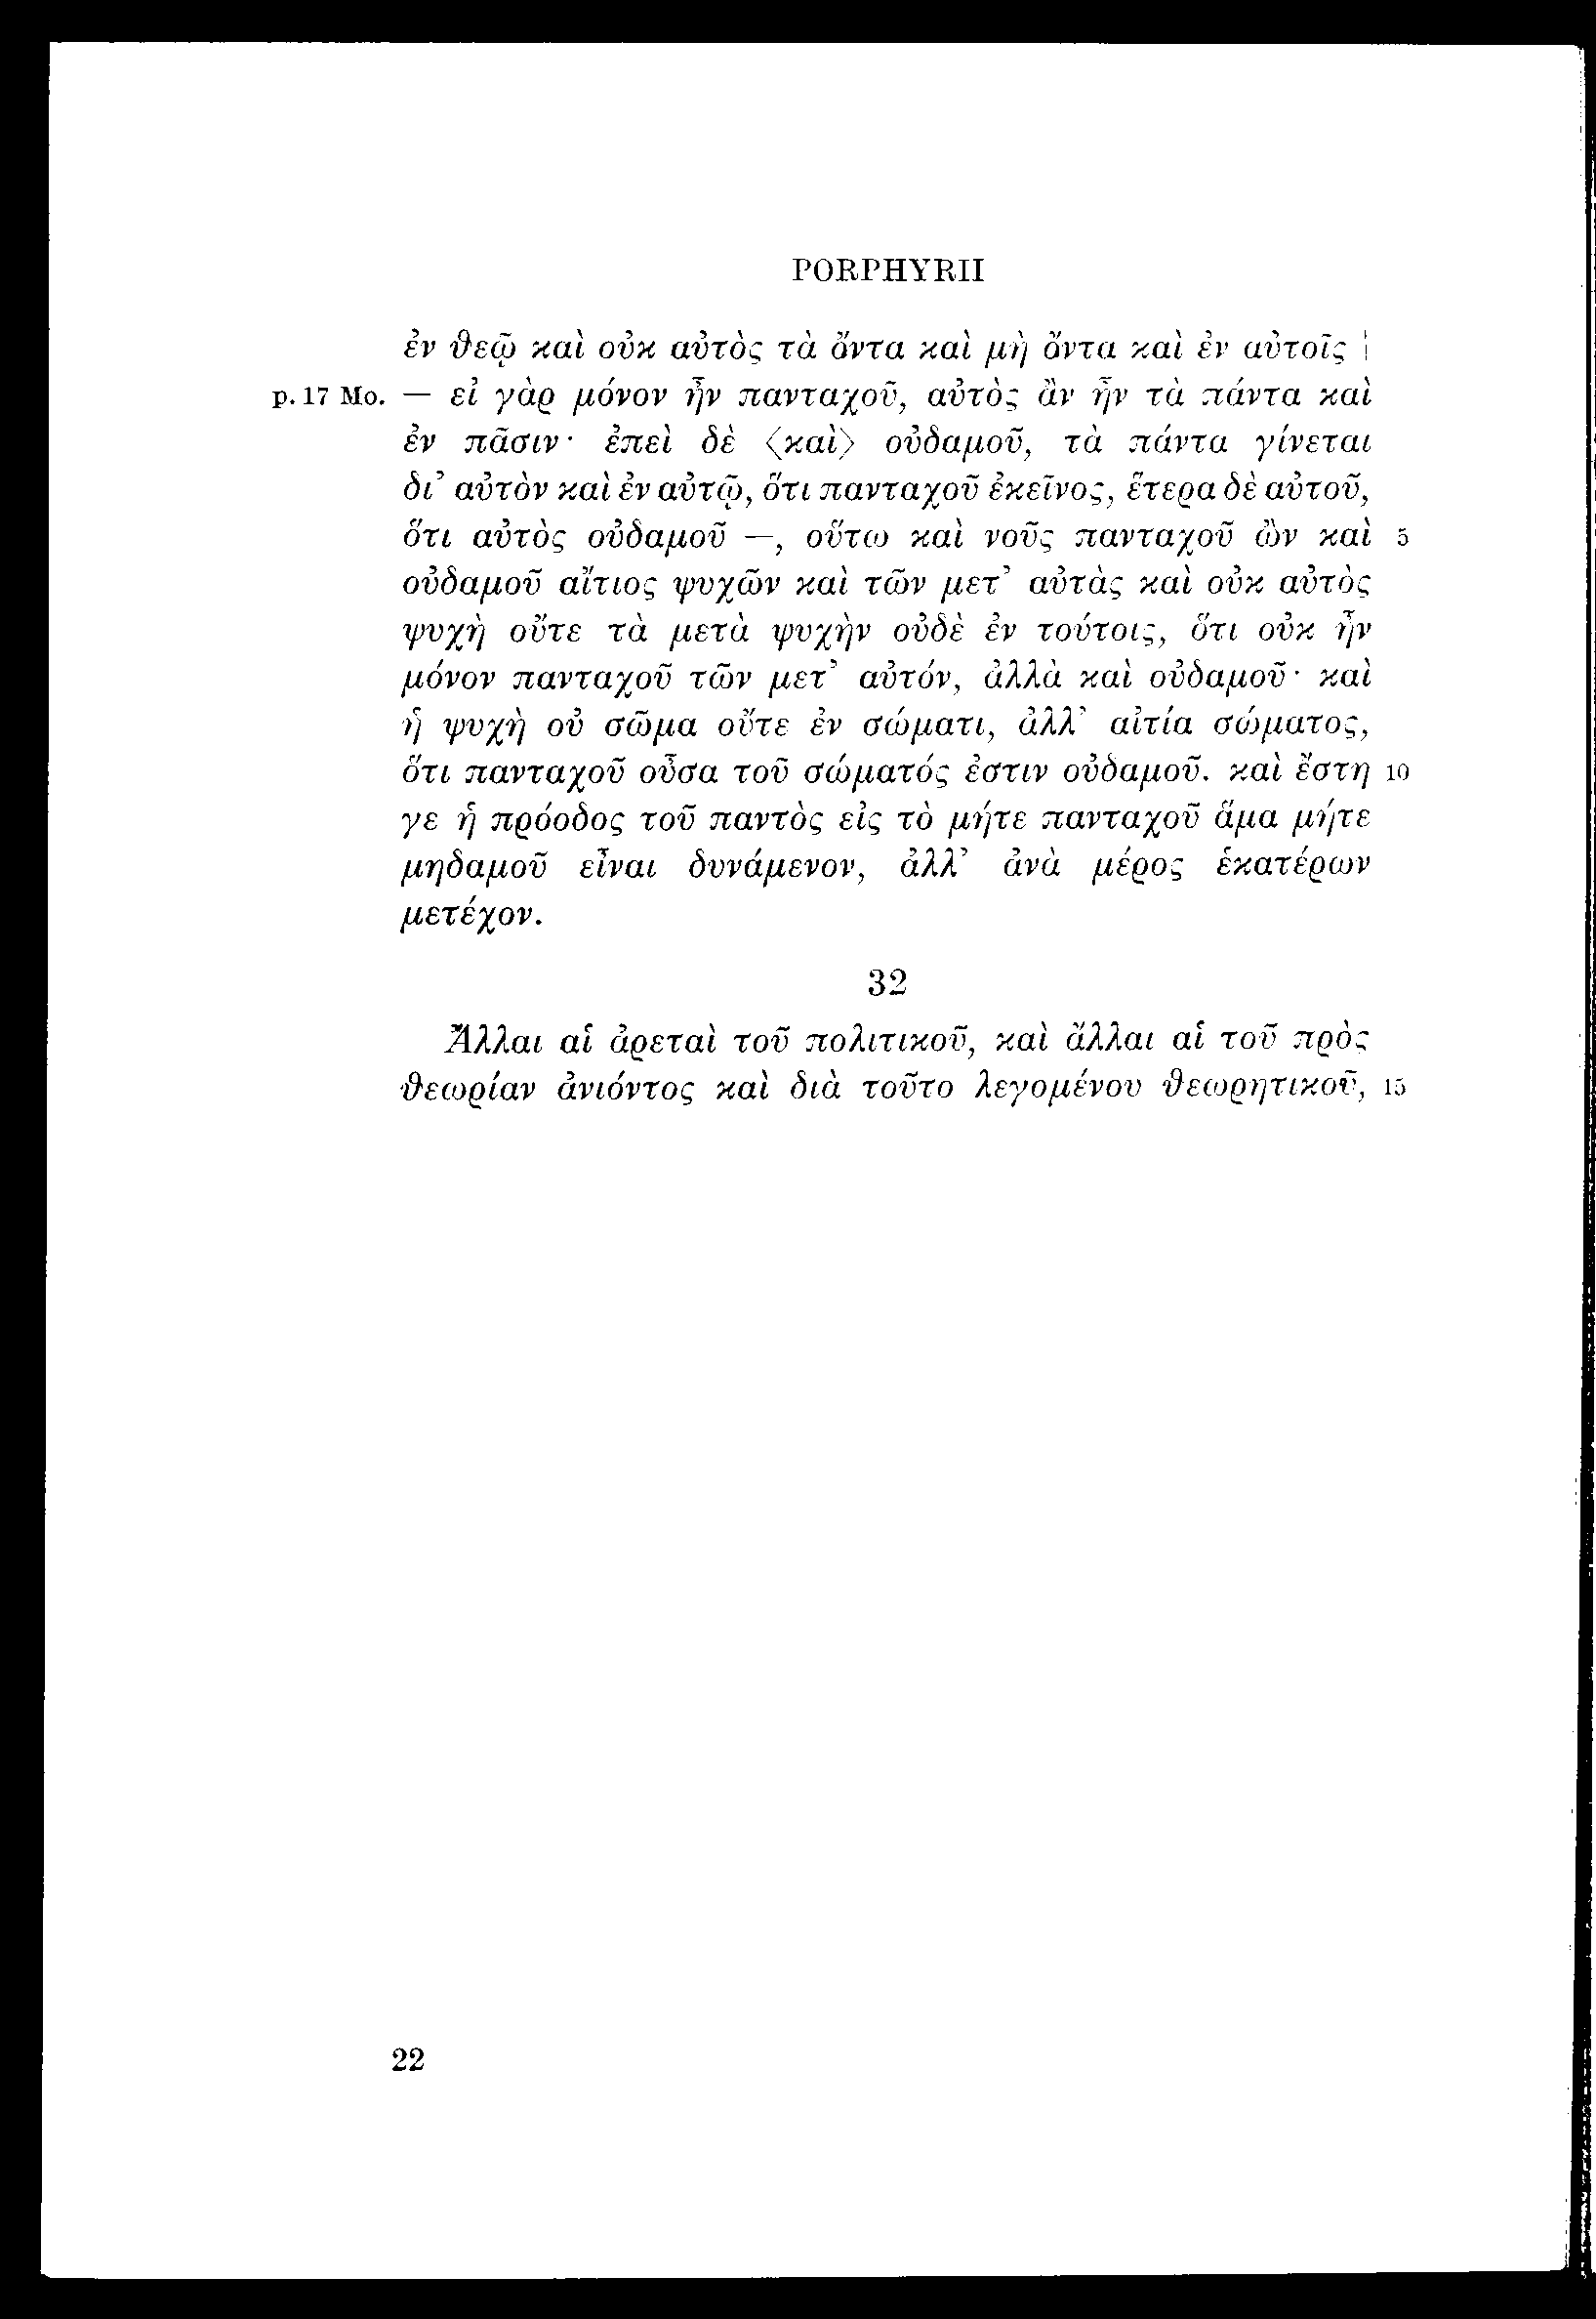 PORPHYRII
ἐν θεῷ καὶ οὐκ αὐτὸς τὰ ὄντα καὶ μὴ ὄντα καὶ ἐν αὐτοῖς |
p. 17 Mo. — εἰ γὰρ μόνον ἦν πανταχοῦ, αὐτὸς ἂν ἦν τὰ πάντα καὶ
ἐν πᾶσιν· ἐπεὶ δὲ ⟨καὶ⟩ οὐδαμοῦ, τὰ πάντα γίνεται
δι’ αὐτὸν καὶ ἐν αὐτῷ, ὅτι πανταχοῦ ἐκεῖνος, ἕτερα δὲ αὐτοῦ,
ὅτι αὐτὸς οὐδαμοῦ —, οὕτω καὶ νοῦς πανταχοῦ ὢν καὶ 5
οὐδαμοῦ αἴτιος ψυχῶν καὶ τῶν μετ’ αὐτὰς καὶ οὐκ αὐτὸς
ψυχὴ οὔτε τὰ μετὰ ψυχὴν οὐδὲ ἐν τούτοις, ὅτι οὐκ ἦν
μόνον πανταχοῦ τῶν μετ’ αὐτόν, ἀλλὰ καὶ οὐδαμοῦ· καὶ
ἡ ψυχὴ οὐ σῶμα οὔτε ἐν σώματι, ἀλλ’ αἰτία σώματος,
ὅτι πανταχοῦ οὖσα τοῦ σώματός ἐστιν οὐδαμοῦ. καὶ ἔστη 10
γε ἡ πρόοδος τοῦ παντὸς εἰς τὸ μήτε πανταχοῦ ἅμα μήτε
μηδαμοῦ εἶναι δυνάμενον, ἀλλ’ ἀνὰ μέρος ἑκατέρων
μετέχον.
32
Ἄλλαι αἱ ἀρεταὶ τοῦ πολιτικοῦ, καὶ ἄλλαι αἱ τοῦ πρὸς
θεωρίαν ἀνιόντος καὶ διὰ τοῦτο λεγομένου θεωρητικοῦ, 15
22